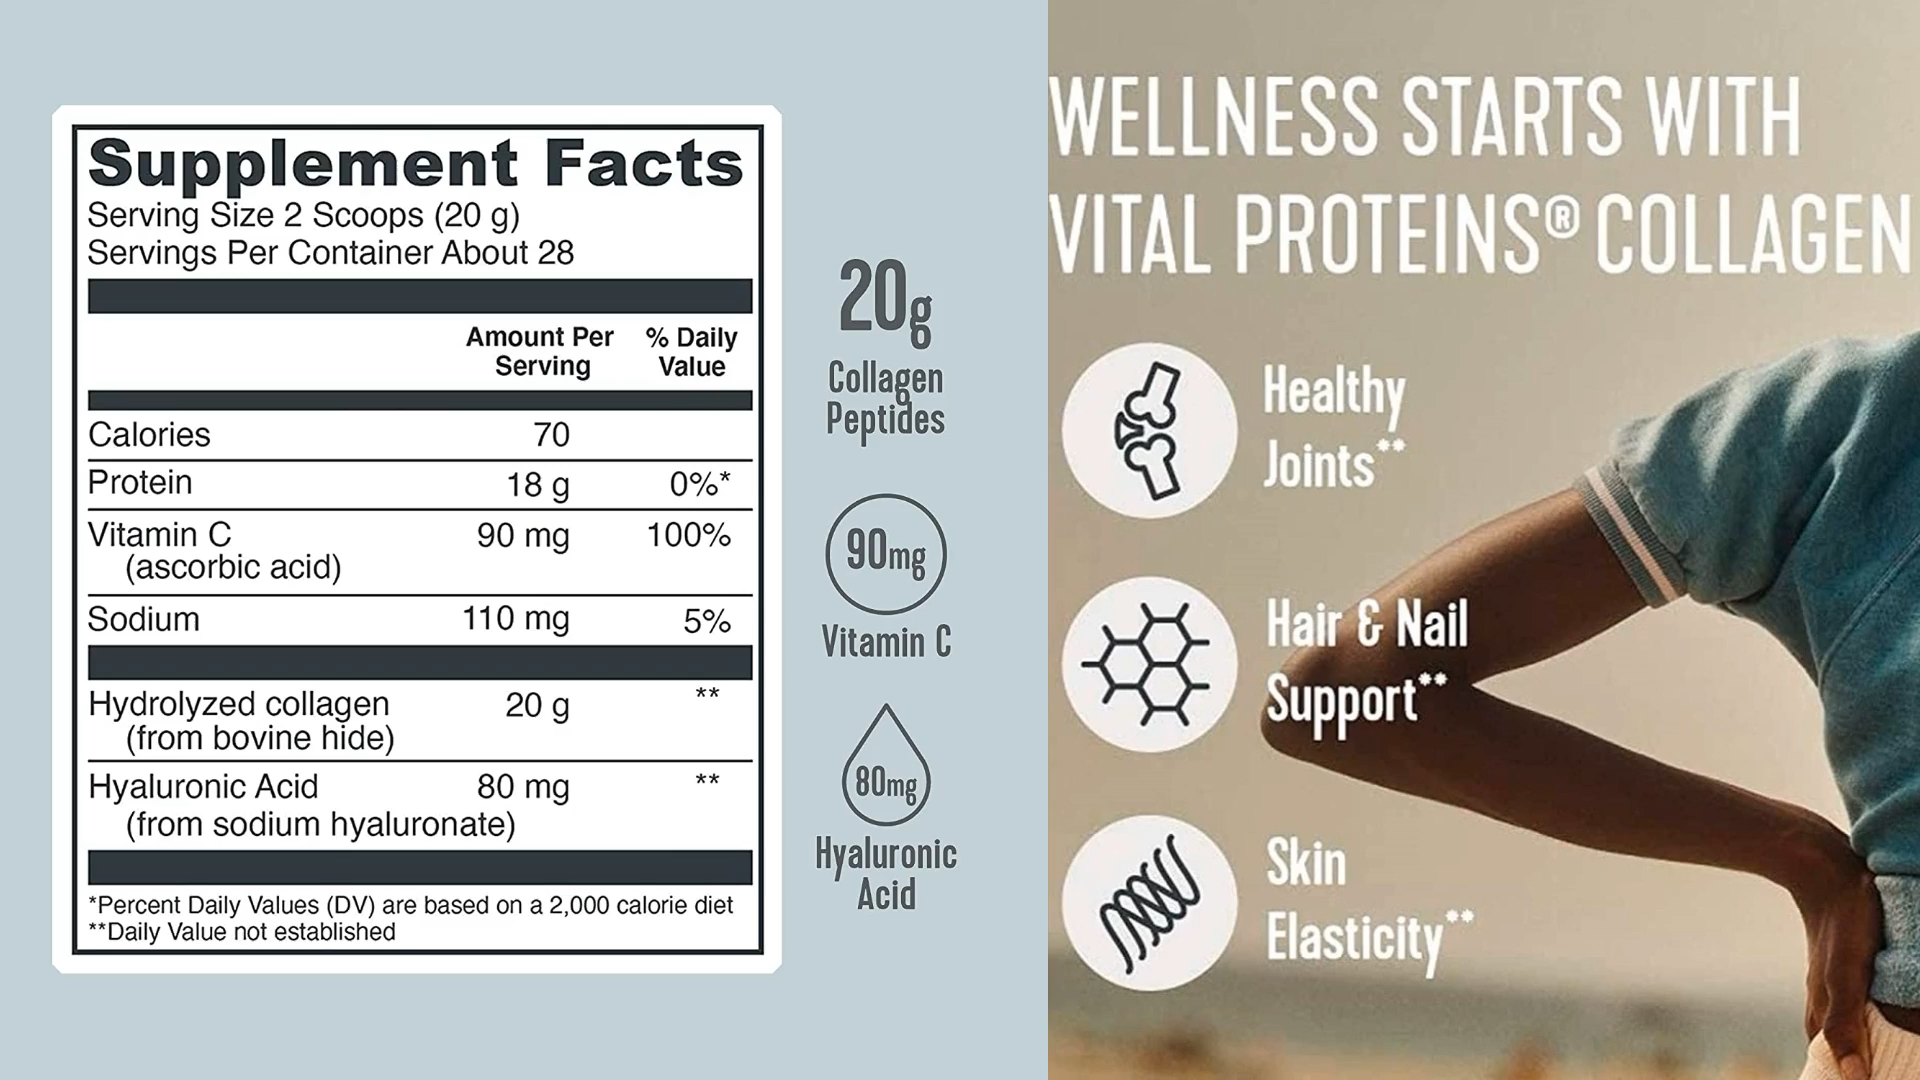 Supplement Facts
Serving Size 2 Scoops (20 g)
Servings Per Container About 28
Amount Per Serving % Daily Value
Calories 70
Protein 18 g 0%*
Vitamin C 90 mg 100%
(ascorbic acid)
Sodium 110 mg 5%
Hydrolyzed collagen 20 g **
(from bovine hide)
Hyaluronic Acid 80 mg **
(from sodium hyaluronate)
*Percent Daily Values (DV) are based on a 2,000 calorie diet
**Daily Value not established
20g
Collagen
Peptides
90mg
Vitamin C
80mg
Hyaluronic
Acid
WELLNESS STARTS WITH
VITAL PROTEINS® COLLAGEN
Healthy
Joints**
Hair & Nail
Support**
Skin
Elasticity**